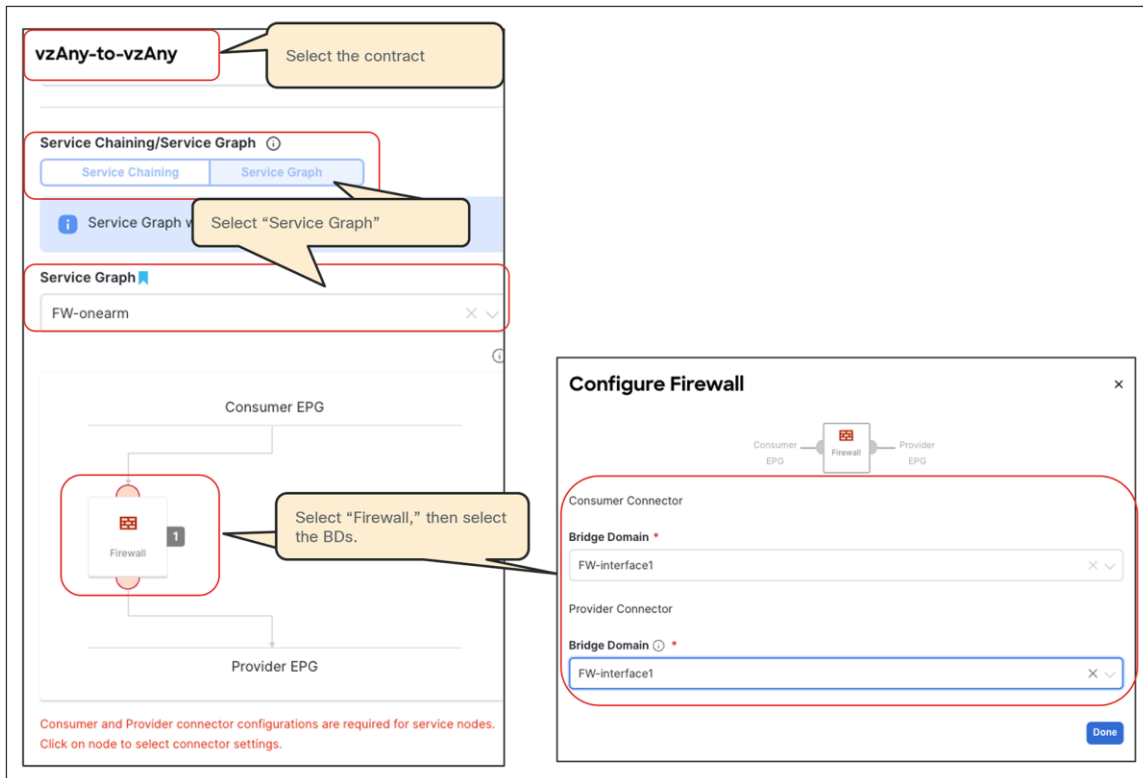 vzAny-to-vzAny
Select the contract
Service Chaining/Service Graph
Service Chaining
Service Graph
i
Service Graph
Select “Service Graph”
Service Graph
FW-onearm
Consumer EPG
Firewall
1
Select “Firewall,” then select
the BDs.
Provider EPG
Consumer and Provider connector configurations are required for service nodes.
Click on node to select connector settings.
Configure Firewall
Consumer
EPG
Firewall
Provider
EPG
Consumer Connector
Bridge Domain *
FW-interface1
Provider Connector
Bridge Domain *
FW-interface1
Done